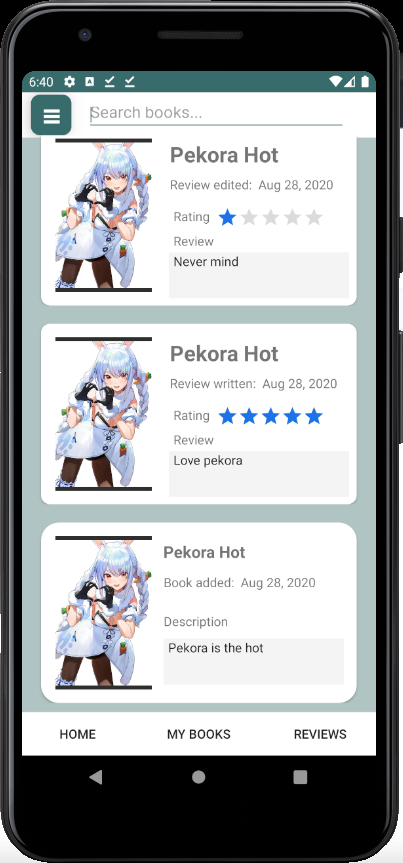 6:40
Search books...
Pekora Hot
Review edited: Aug 28, 2020
Rating
Review
Never mind
Pekora Hot
Review written: Aug 28, 2020
Rating
Review
Love pekora
Pekora Hot
Book added: Aug 28, 2020
Description
Pekora is the hot
HOME MY BOOKS REVIEWS